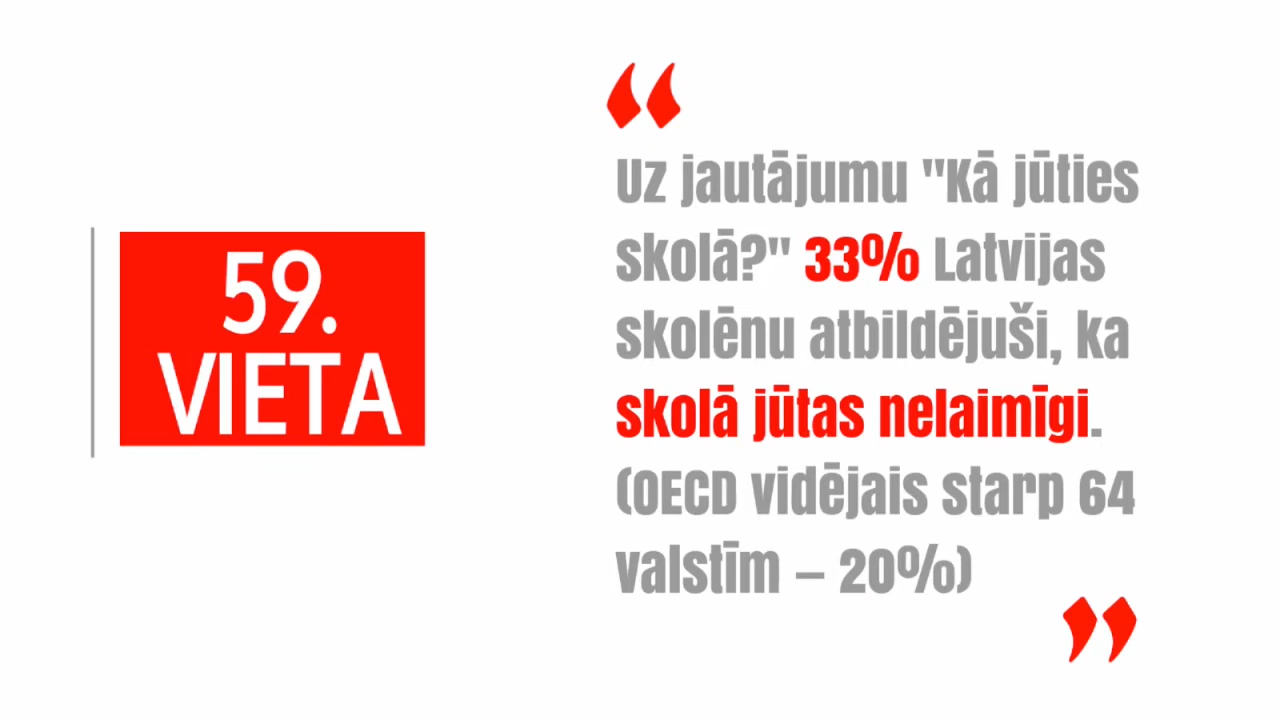 59.
VIETA
Uz jautājumu "Kā jūties
skolā?" 33% Latvijas
skolēnu atbildējuši, ka
skolā jūtas nelaimīgi.
(OECD vidējais starp 64
valstīm – 20%)